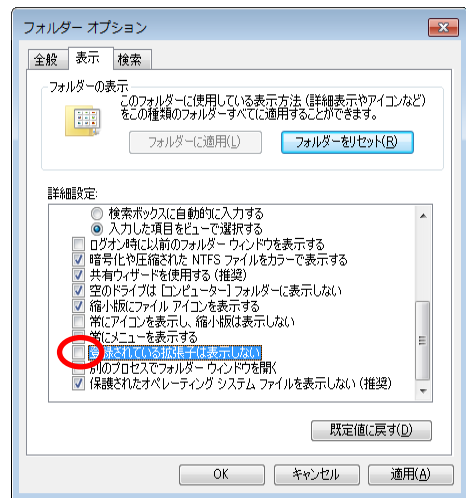 フォルダー オプション
全般 表示 検索
フォルダーの表示
このフォルダーに使用している表示方法 (詳細表示やアイコンなど)
をこの種類のフォルダーすべてに適用することができます。
フォルダーに適用(L) フォルダーをリセット(R)
詳細設定:
検索ボックスに自動的に入力する
入力した項目をビューで選択する
ログオン時に以前のフォルダー ウィンドウを表示する
暗号化や圧縮された NTFS ファイルをカラーで表示する
共有ウィザードを使用する (推奨)
空のドライブは [コンピューター] フォルダーに表示しない
縮小版にファイル アイコンを表示する
常にアイコンを表示し、縮小版は表示しない
常にメニューを表示する
登録されている拡張子は表示しない
別のプロセスでフォルダー ウィンドウを開く
保護されたオペレーティング システム ファイルを表示しない (推奨)
既定値に戻す(D)
OK キャンセル 適用(A)